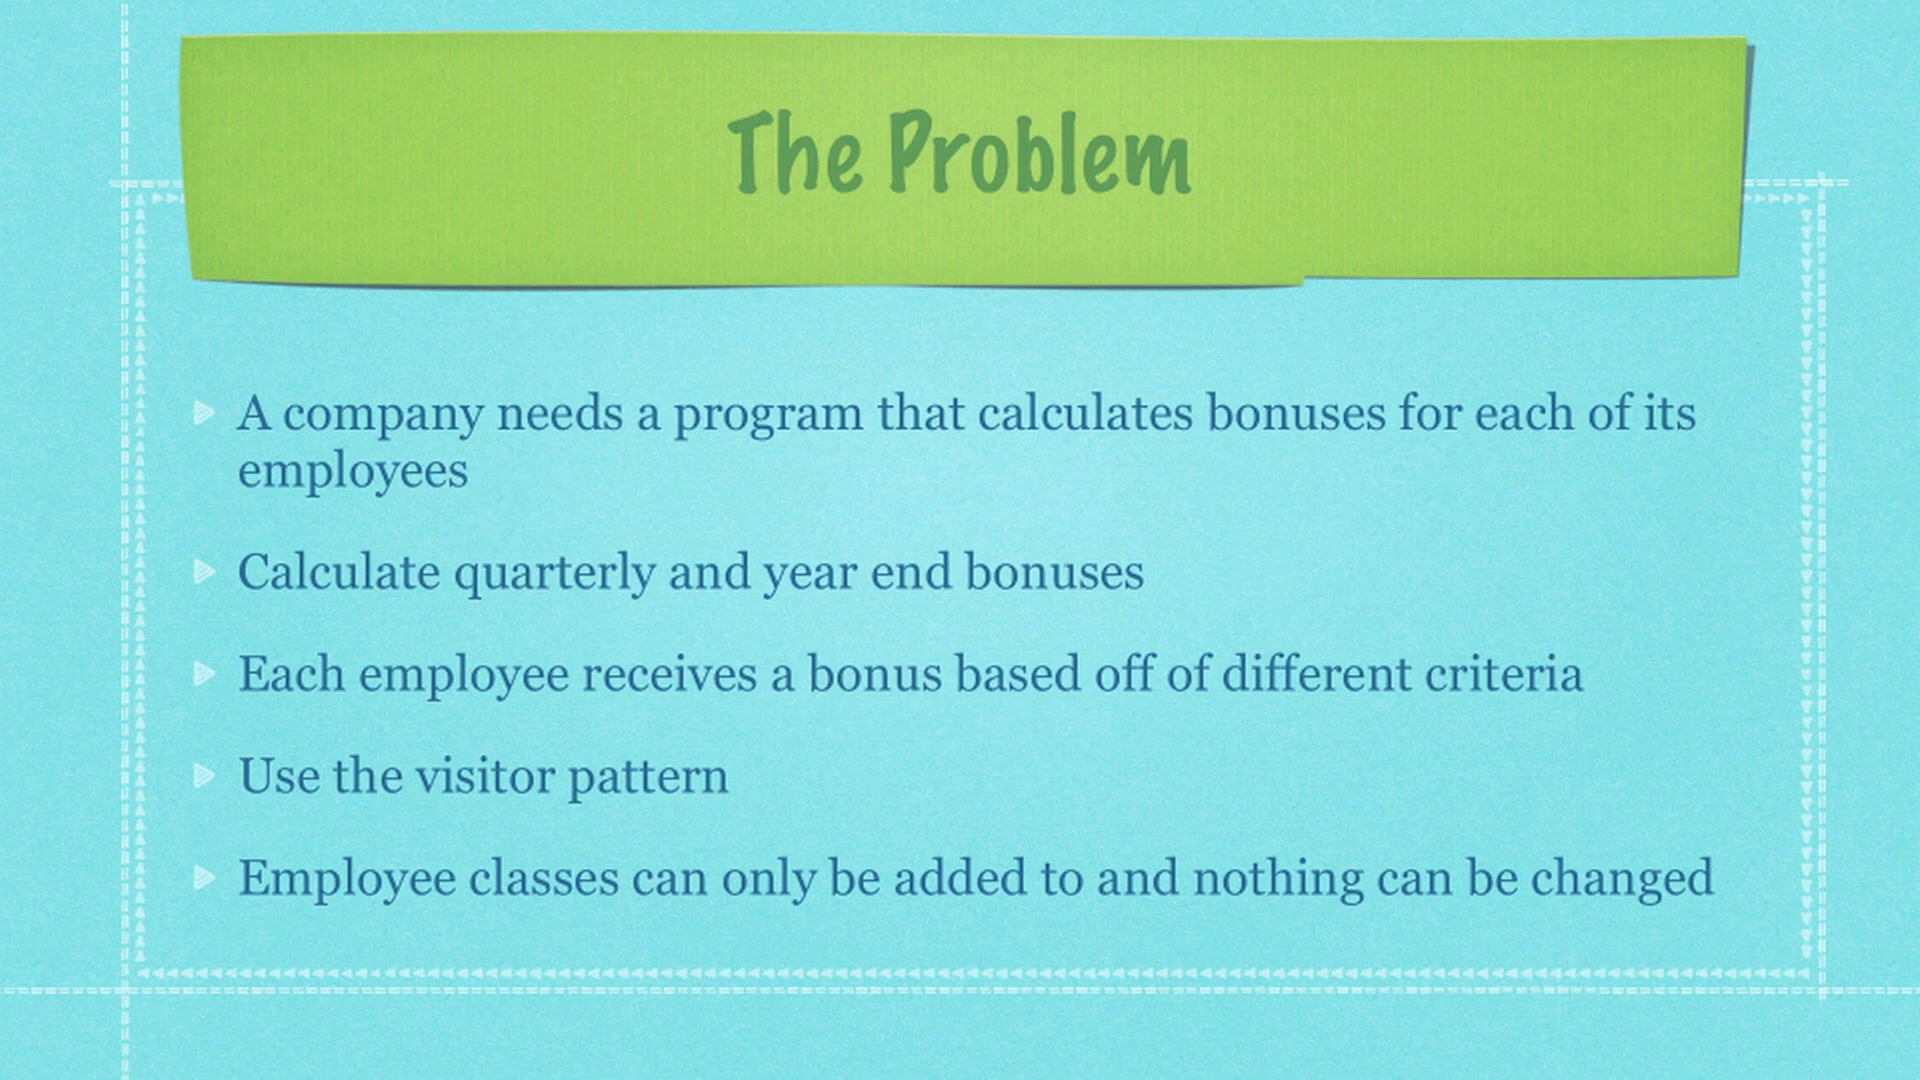 The Problem
A company needs a program that calculates bonuses for each of its
employees
Calculate quarterly and year end bonuses
Each employee receives a bonus based off of different criteria
Use the visitor pattern
Employee classes can only be added to and nothing can be changed